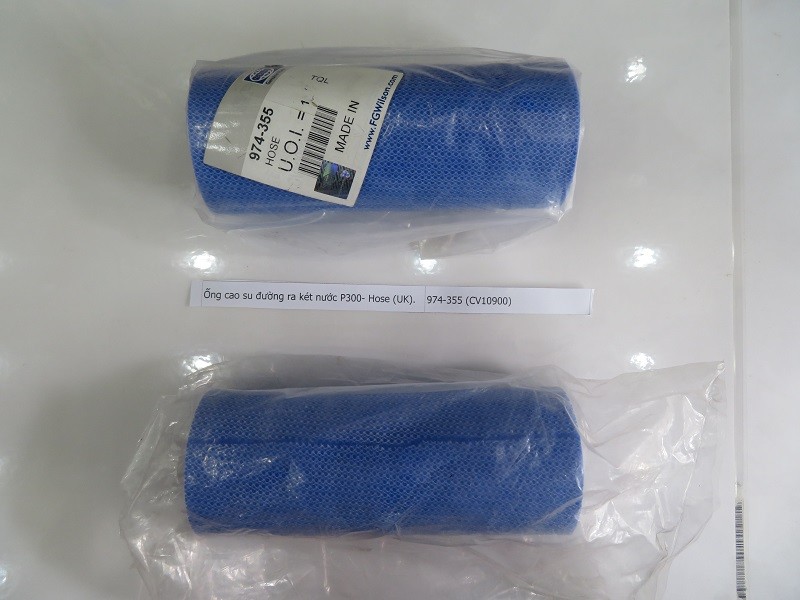 TQL
974-355
HOSE
U.O.I. = 1
MADE IN
www.FGWilson.com
Ống cao su đường ra két nước P300- Hose (UK). 974-355 (CV10900)